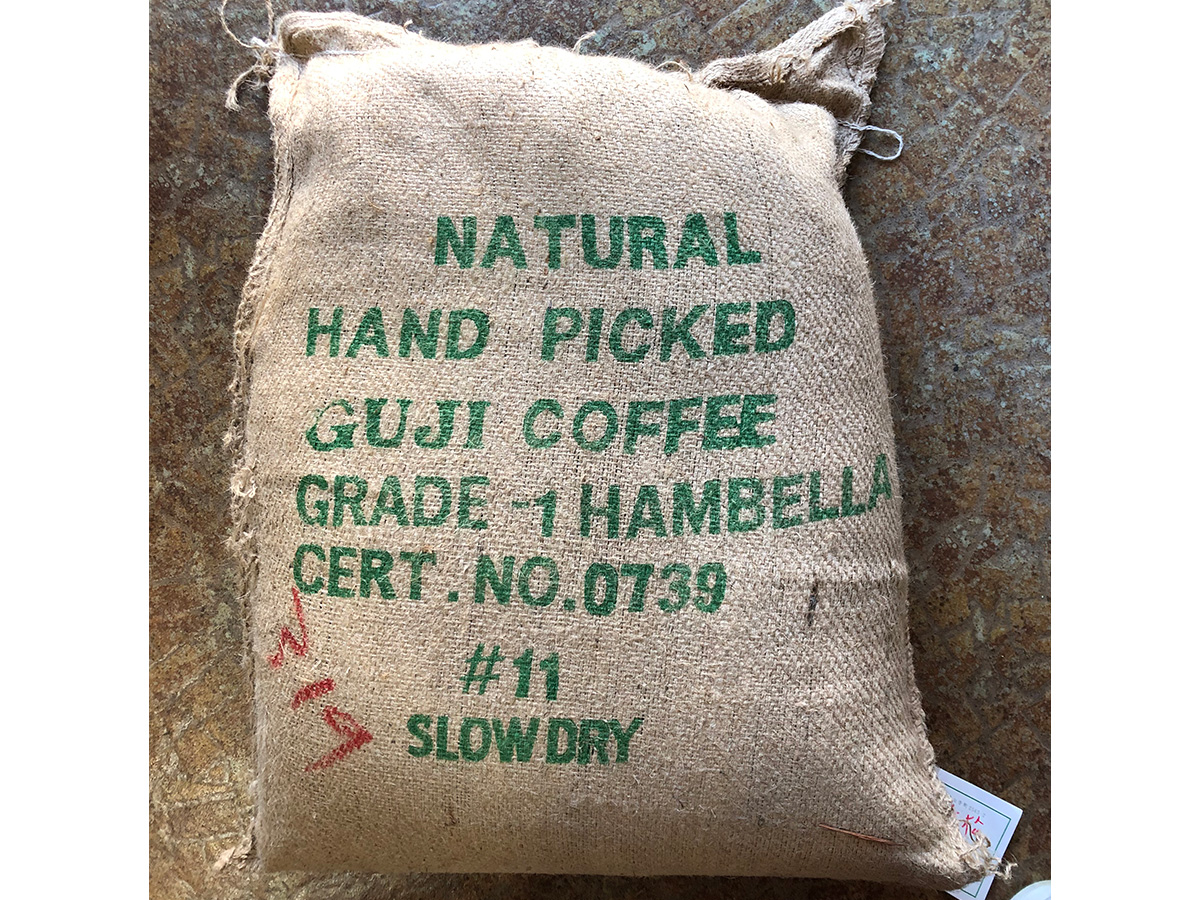 NATURAL
HAND PICKED
GUJI COFFEE
GRADE -1 HAMBELLA
CERT.NO.0739
#11
SLOWDRY